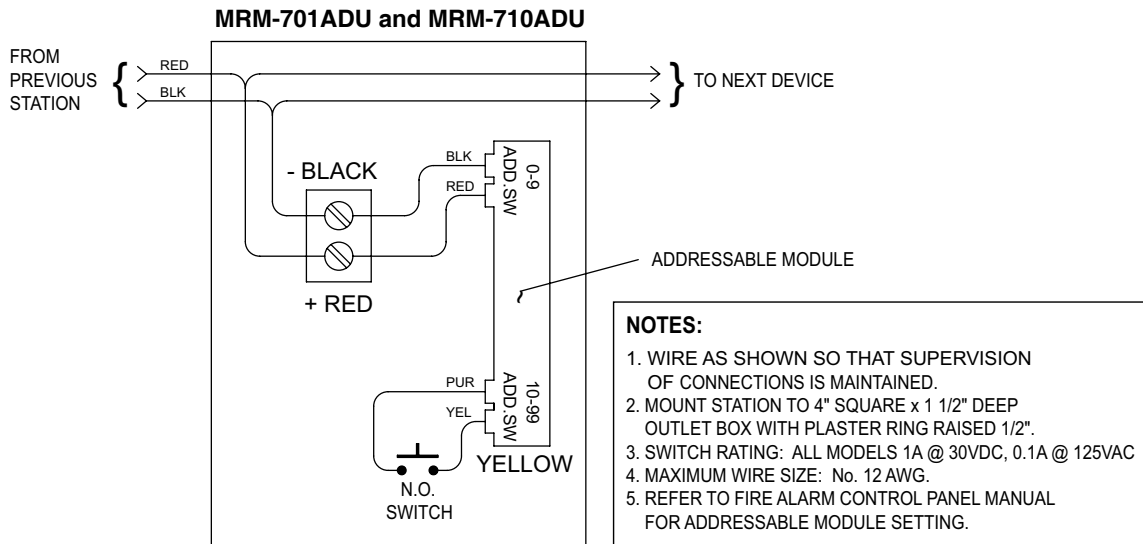 MRM-701ADU and MRM-710ADU
FROM
PREVIOUS
STATION
RED
BLK
TO NEXT DEVICE
- BLACK
+ RED
BLK
RED
0-9
ADD.SW
ADDRESSABLE MODULE
PUR
YEL
10-99
ADD.SW
YELLOW
N.O.
SWITCH
NOTES:
1. WIRE AS SHOWN SO THAT SUPERVISION
OF CONNECTIONS IS MAINTAINED.
2. MOUNT STATION TO 4" SQUARE x 1 1/2" DEEP
OUTLET BOX WITH PLASTER RING RAISED 1/2".
3. SWITCH RATING: ALL MODELS 1A @ 30VDC, 0.1A @ 125VAC
4. MAXIMUM WIRE SIZE: No. 12 AWG.
5. REFER TO FIRE ALARM CONTROL PANEL MANUAL
FOR ADDRESSABLE MODULE SETTING.